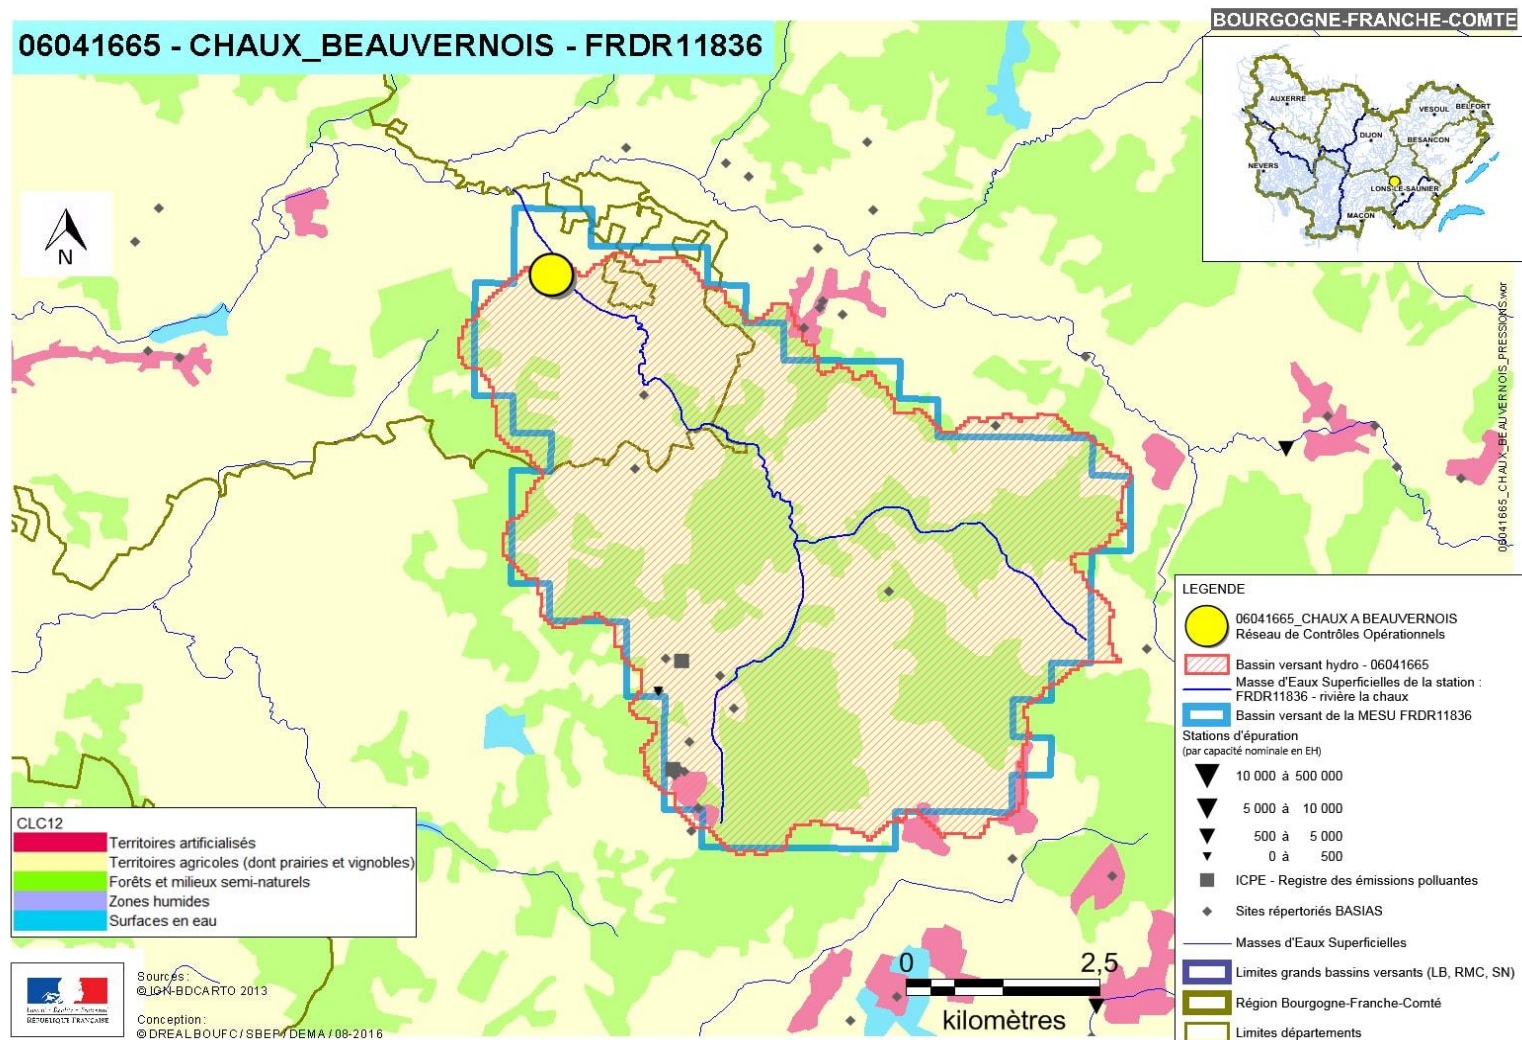 BOURGOGNE-FRANCHE-COMTE
06041665 - CHAUX_BEAUVERNOIS - FRDR11836
AUXERRE
VESOUL
BELFORT
DIJON
BESANCON
NEVERS
LONS-LE-SAUNIER
MACON
N
06041665_CHAUX_BEAUVERNOIS_PRESSIONS.wor
LEGENDE
06041665_CHAUX A BEAUVERNOIS
Réseau de Contrôles Opérationnels
Bassin versant hydro - 06041665
Masse d'Eaux Superficielles de la station :
FRDR11836 - rivière la chaux
Bassin versant de la MESU FRDR11836
Stations d'épuration
(par capacité nominale en EH)
10 000 à 500 000
5 000 à 10 000
500 à 5 000
0 à 500
ICPE - Registre des émissions polluantes
Sites répertoriés BASIAS
Masses d'Eaux Superficielles
Limites grands bassins versants (LB, RMC, SN)
Région Bourgogne-Franche-Comté
Limites départements
CLC12
Territoires artificialisés
Territoires agricoles (dont prairies et vignobles)
Forêts et milieux semi-naturels
Zones humides
Surfaces en eau
0 2,5
kilomètres
Liberté • Égalité • Fraternité
RÉPUBLIQUE FRANÇAISE
Sources :
© IGN-BDCARTO 2013
Conception :
© DREAL BOUFC / SBEP / DEMA / 08-2016